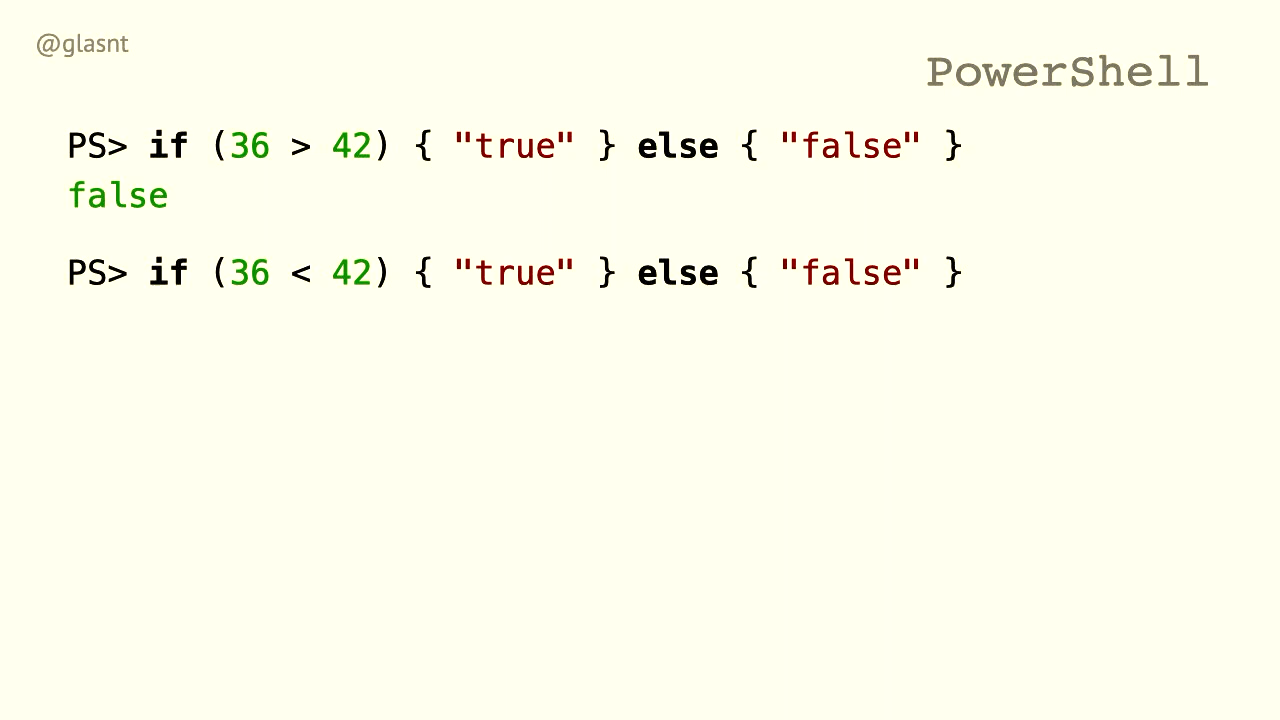 @glasnt
PowerShell
PS> if (36 > 42) { "true" } else { "false" }
false
PS> if (36 < 42) { "true" } else { "false" }